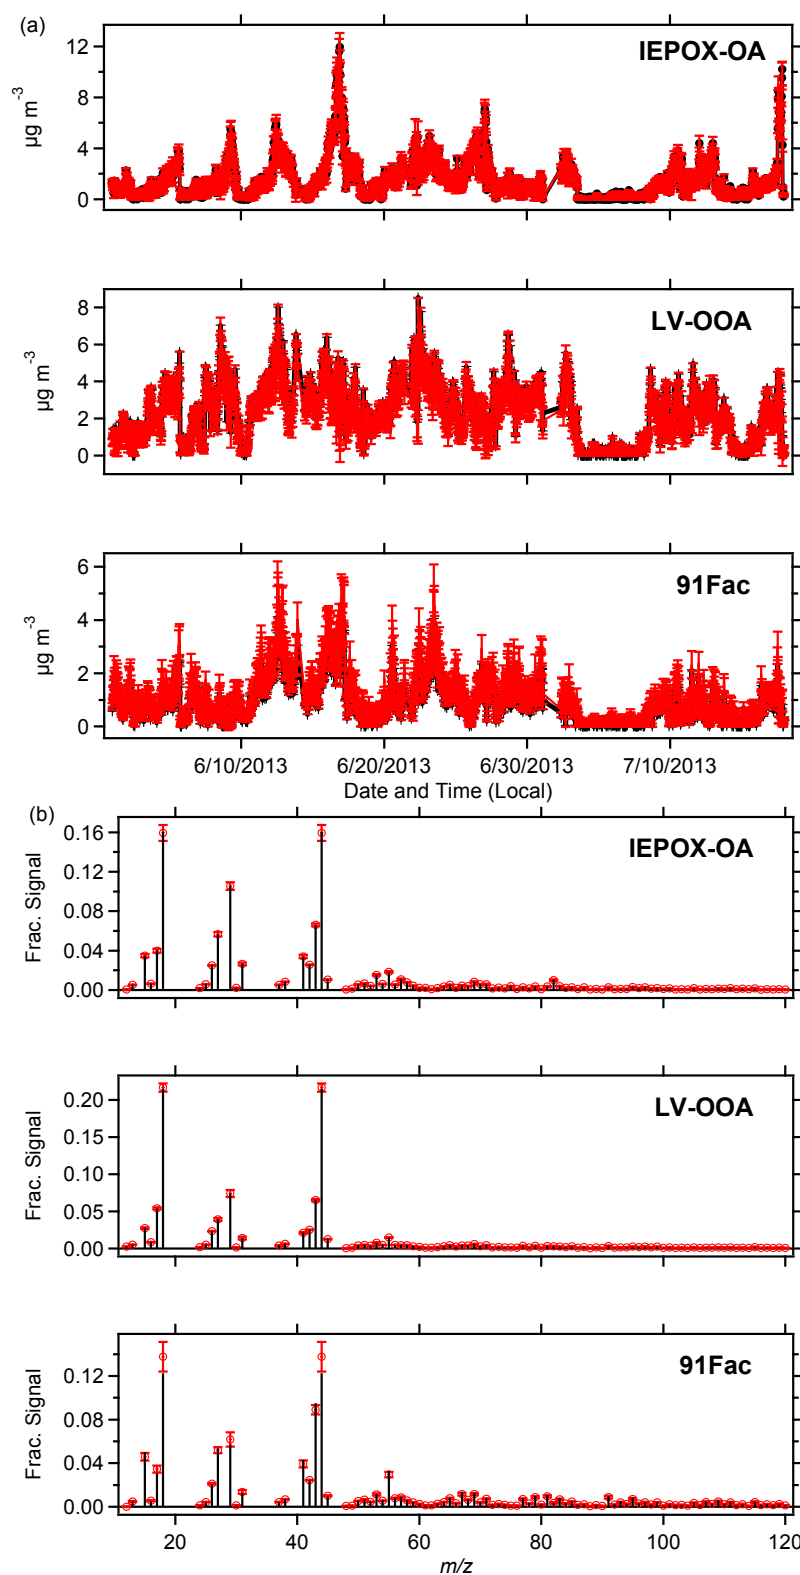 (a)
IEPOX-OA
12
8
4
0
µg m-3
LV-OOA
8
6
4
2
0
µg m-3
91Fac
6
4
2
0
µg m-3
6/10/2013 6/20/2013 6/30/2013 7/10/2013
Date and Time (Local)
(b)
IEPOX-OA
0.16
0.12
0.08
0.04
0.00
Frac. Signal
LV-OOA
0.20
0.15
0.10
0.05
0.00
Frac. Signal
91Fac
0.12
0.08
0.04
0.00
Frac. Signal
20 40 60 80 100 120
m/z